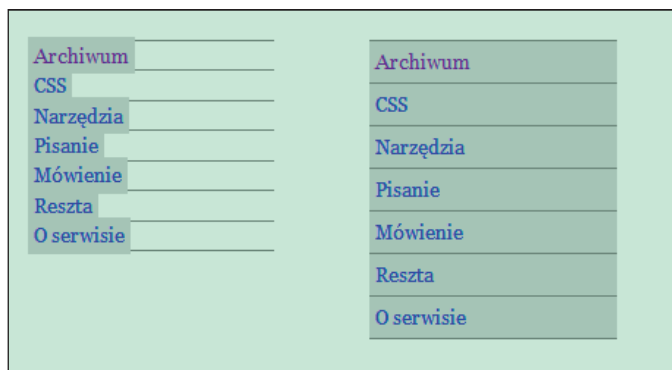 Archiwum
CSS
Narzędzia
Pisanie
Mówienie
Reszta
O serwisie
Archiwum
CSS
Narzędzia
Pisanie
Mówienie
Reszta
O serwisie